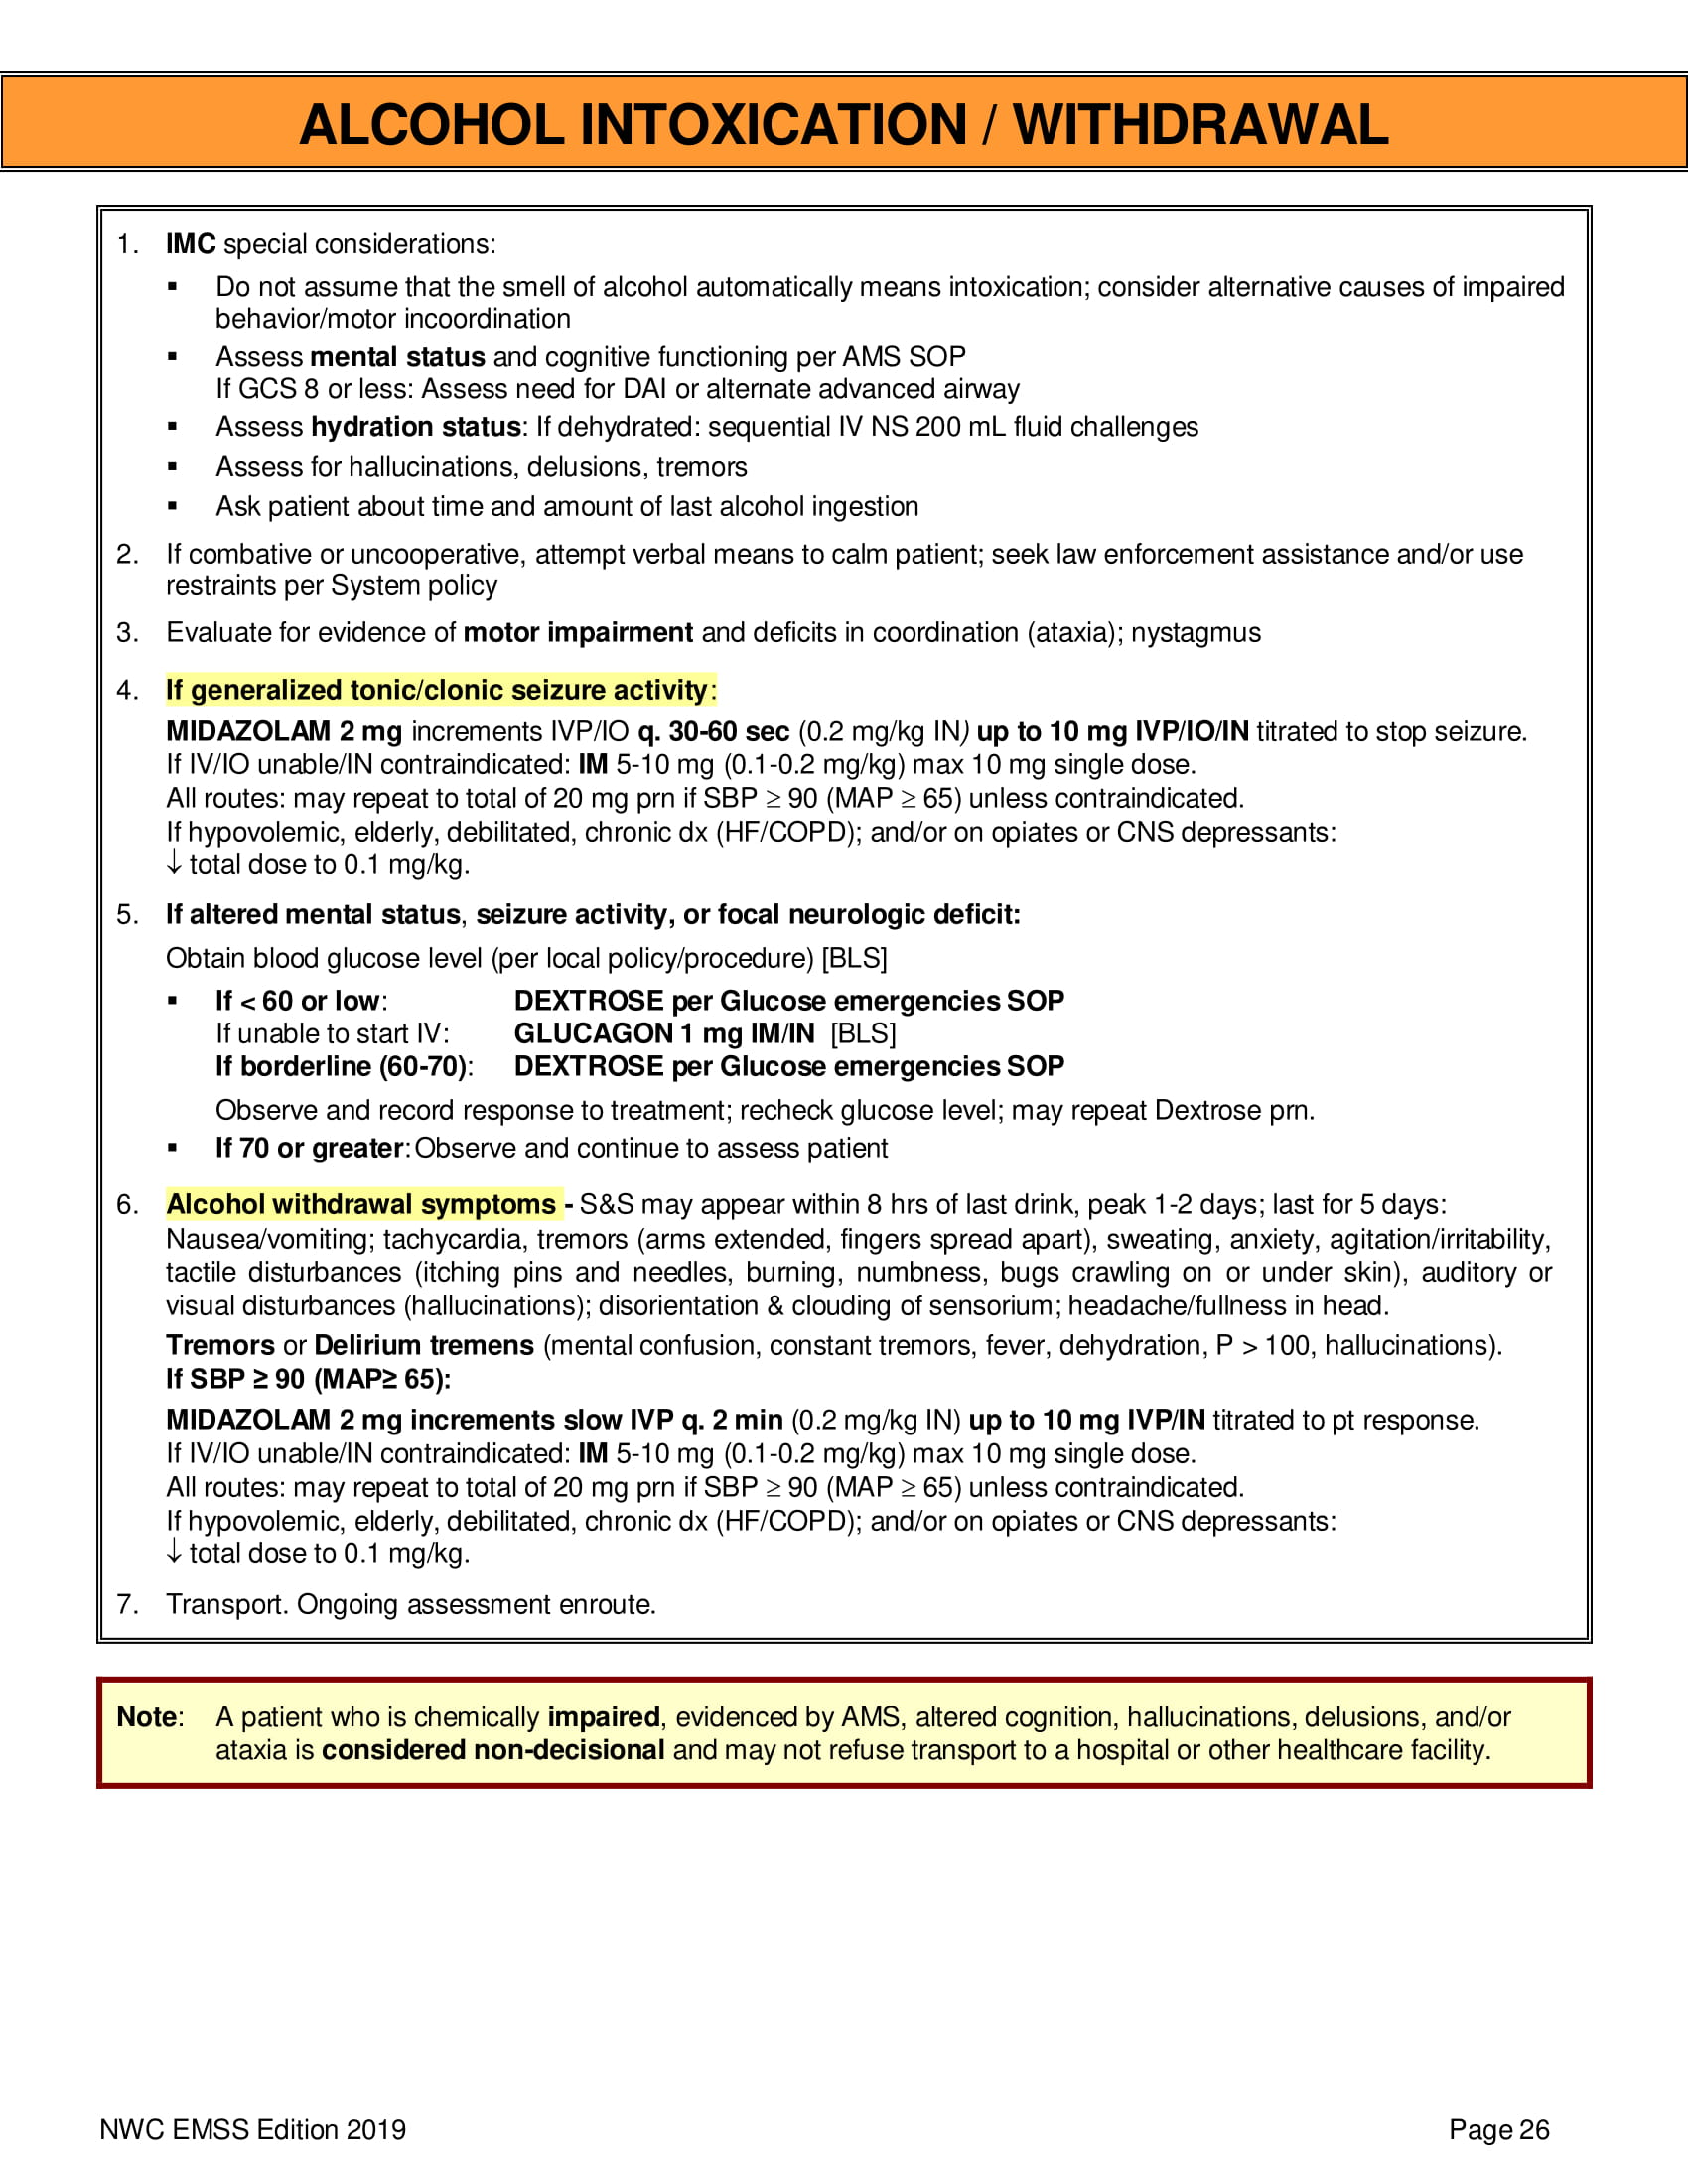 ALCOHOL INTOXICATION / WITHDRAWAL
1. IMC special considerations:
▪ Do not assume that the smell of alcohol automatically means intoxication; consider alternative causes of impaired
behavior/motor incoordination
▪ Assess mental status and cognitive functioning per AMS SOP
If GCS 8 or less: Assess need for DAI or alternate advanced airway
▪ Assess hydration status: If dehydrated: sequential IV NS 200 mL fluid challenges
▪ Assess for hallucinations, delusions, tremors
▪ Ask patient about time and amount of last alcohol ingestion
2. If combative or uncooperative, attempt verbal means to calm patient; seek law enforcement assistance and/or use
restraints per System policy
3. Evaluate for evidence of motor impairment and deficits in coordination (ataxia); nystagmus
4. If generalized tonic/clonic seizure activity:
MIDAZOLAM 2 mg increments IVP/IO q. 30-60 sec (0.2 mg/kg IN) up to 10 mg IVP/IO/IN titrated to stop seizure.
If IV/IO unable/IN contraindicated: IM 5-10 mg (0.1-0.2 mg/kg) max 10 mg single dose.
All routes: may repeat to total of 20 mg prn if SBP ≥ 90 (MAP ≥ 65) unless contraindicated.
If hypovolemic, elderly, debilitated, chronic dx (HF/COPD); and/or on opiates or CNS depressants:
↓ total dose to 0.1 mg/kg.
5. If altered mental status, seizure activity, or focal neurologic deficit:
Obtain blood glucose level (per local policy/procedure) [BLS]
▪ If < 60 or low: DEXTROSE per Glucose emergencies SOP
If unable to start IV: GLUCAGON 1 mg IM/IN [BLS]
If borderline (60-70): DEXTROSE per Glucose emergencies SOP
Observe and record response to treatment; recheck glucose level; may repeat Dextrose prn.
▪ If 70 or greater: Observe and continue to assess patient
6. Alcohol withdrawal symptoms - S&S may appear within 8 hrs of last drink, peak 1-2 days; last for 5 days:
Nausea/vomiting; tachycardia, tremors (arms extended, fingers spread apart), sweating, anxiety, agitation/irritability,
tactile disturbances (itching pins and needles, burning, numbness, bugs crawling on or under skin), auditory or
visual disturbances (hallucinations); disorientation & clouding of sensorium; headache/fullness in head.
Tremors or Delirium tremens (mental confusion, constant tremors, fever, dehydration, P > 100, hallucinations).
If SBP ≥ 90 (MAP≥ 65):
MIDAZOLAM 2 mg increments slow IVP q. 2 min (0.2 mg/kg IN) up to 10 mg IVP/IN titrated to pt response.
If IV/IO unable/IN contraindicated: IM 5-10 mg (0.1-0.2 mg/kg) max 10 mg single dose.
All routes: may repeat to total of 20 mg prn if SBP ≥ 90 (MAP ≥ 65) unless contraindicated.
If hypovolemic, elderly, debilitated, chronic dx (HF/COPD); and/or on opiates or CNS depressants:
↓ total dose to 0.1 mg/kg.
7. Transport. Ongoing assessment enroute.
Note: A patient who is chemically impaired, evidenced by AMS, altered cognition, hallucinations, delusions, and/or
ataxia is considered non-decisional and may not refuse transport to a hospital or other healthcare facility.
NWC EMSS Edition 2019 Page 26